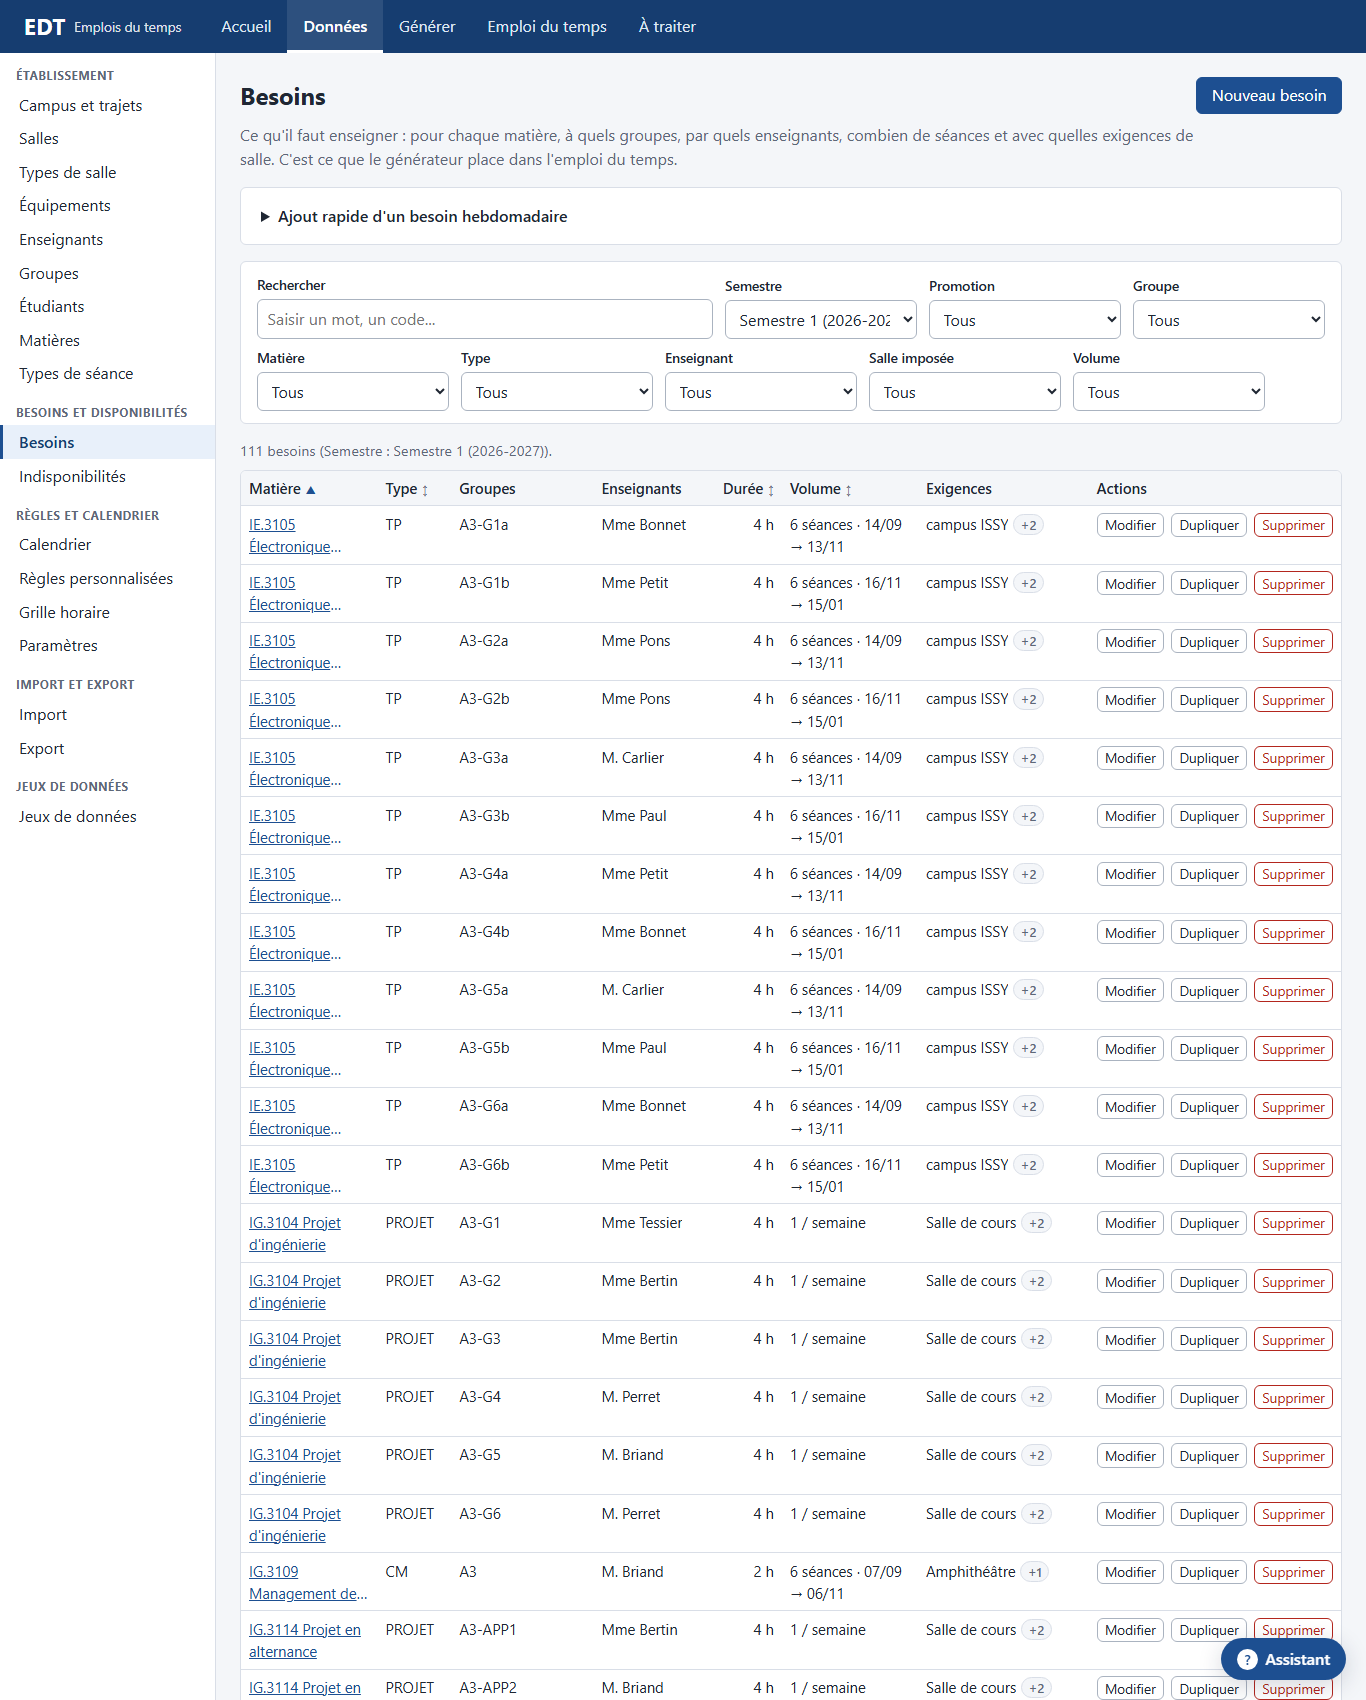 EDT Emplois du temps Accueil Données Générer Emploi du temps À traiter
ÉTABLISSEMENT
Campus et trajets
Salles
Types de salle
Équipements
Enseignants
Groupes
Étudiants
Matières
Types de séance
BESOINS ET DISPONIBILITÉS
Besoins
Indisponibilités
RÈGLES ET CALENDRIER
Calendrier
Règles personnalisées
Grille horaire
Paramètres
IMPORT ET EXPORT
Import
Export
JEUX DE DONNÉES
Jeux de données
Besoins
Nouveau besoin
Ce qu'il faut enseigner : pour chaque matière, à quels groupes, par quels enseignants, combien de séances et avec quelles exigences de
salle. C'est ce que le générateur place dans l'emploi du temps.
▶ Ajout rapide d'un besoin hebdomadaire
Rechercher Semestre Promotion Groupe
Saisir un mot, un code... Semestre 1 (2026-202 Tous Tous
Matière Type Enseignant Salle imposée Volume
Tous Tous Tous Tous Tous
111 besoins (Semestre : Semestre 1 (2026-2027)).
Matière ▲ Type ↕ Groupes Enseignants Durée ↕ Volume ↕ Exigences Actions
IE.3105 TP A3-G1a Mme Bonnet 4 h 6 séances · 14/09 campus ISSY +2 Modifier Dupliquer Supprimer
Électronique... → 13/11
IE.3105 TP A3-G1b Mme Petit 4 h 6 séances · 16/11 campus ISSY +2 Modifier Dupliquer Supprimer
Électronique... → 15/01
IE.3105 TP A3-G2a Mme Pons 4 h 6 séances · 14/09 campus ISSY +2 Modifier Dupliquer Supprimer
Électronique... → 13/11
IE.3105 TP A3-G2b Mme Pons 4 h 6 séances · 16/11 campus ISSY +2 Modifier Dupliquer Supprimer
Électronique... → 15/01
IE.3105 TP A3-G3a M. Carlier 4 h 6 séances · 14/09 campus ISSY +2 Modifier Dupliquer Supprimer
Électronique... → 13/11
IE.3105 TP A3-G3b Mme Paul 4 h 6 séances · 16/11 campus ISSY +2 Modifier Dupliquer Supprimer
Électronique... → 15/01
IE.3105 TP A3-G4a Mme Petit 4 h 6 séances · 14/09 campus ISSY +2 Modifier Dupliquer Supprimer
Électronique... → 13/11
IE.3105 TP A3-G4b Mme Bonnet 4 h 6 séances · 16/11 campus ISSY +2 Modifier Dupliquer Supprimer
Électronique... → 15/01
IE.3105 TP A3-G5a M. Carlier 4 h 6 séances · 14/09 campus ISSY +2 Modifier Dupliquer Supprimer
Électronique... → 13/11
IE.3105 TP A3-G5b Mme Paul 4 h 6 séances · 16/11 campus ISSY +2 Modifier Dupliquer Supprimer
Électronique... → 15/01
IE.3105 TP A3-G6a Mme Bonnet 4 h 6 séances · 14/09 campus ISSY +2 Modifier Dupliquer Supprimer
Électronique... → 13/11
IE.3105 TP A3-G6b Mme Petit 4 h 6 séances · 16/11 campus ISSY +2 Modifier Dupliquer Supprimer
Électronique... → 15/01
IG.3104 Projet PROJET A3-G1 Mme Tessier 4 h 1 / semaine Salle de cours +2 Modifier Dupliquer Supprimer
d'ingénierie
IG.3104 Projet PROJET A3-G2 Mme Bertin 4 h 1 / semaine Salle de cours +2 Modifier Dupliquer Supprimer
d'ingénierie
IG.3104 Projet PROJET A3-G3 Mme Bertin 4 h 1 / semaine Salle de cours +2 Modifier Dupliquer Supprimer
d'ingénierie
IG.3104 Projet PROJET A3-G4 M. Perret 4 h 1 / semaine Salle de cours +2 Modifier Dupliquer Supprimer
d'ingénierie
IG.3104 Projet PROJET A3-G5 M. Briand 4 h 1 / semaine Salle de cours +2 Modifier Dupliquer Supprimer
d'ingénierie
IG.3104 Projet PROJET A3-G6 M. Perret 4 h 1 / semaine Salle de cours +2 Modifier Dupliquer Supprimer
d'ingénierie
IG.3109 CM A3 M. Briand 2 h 6 séances · 07/09 Amphithéâtre +1 Modifier Dupliquer Supprimer
Management de... → 06/11
IG.3114 Projet en PROJET A3-APP1 Mme Bertin 4 h 1 / semaine Salle de cours +2 Modifier Dupliquer Supprimer
alternance
? Assistant
IG.3114 Projet en PROJET A3-APP2 M. Briand 4 h 1 / semaine Salle de cours +2 Modifier Dupliquer Supprimer